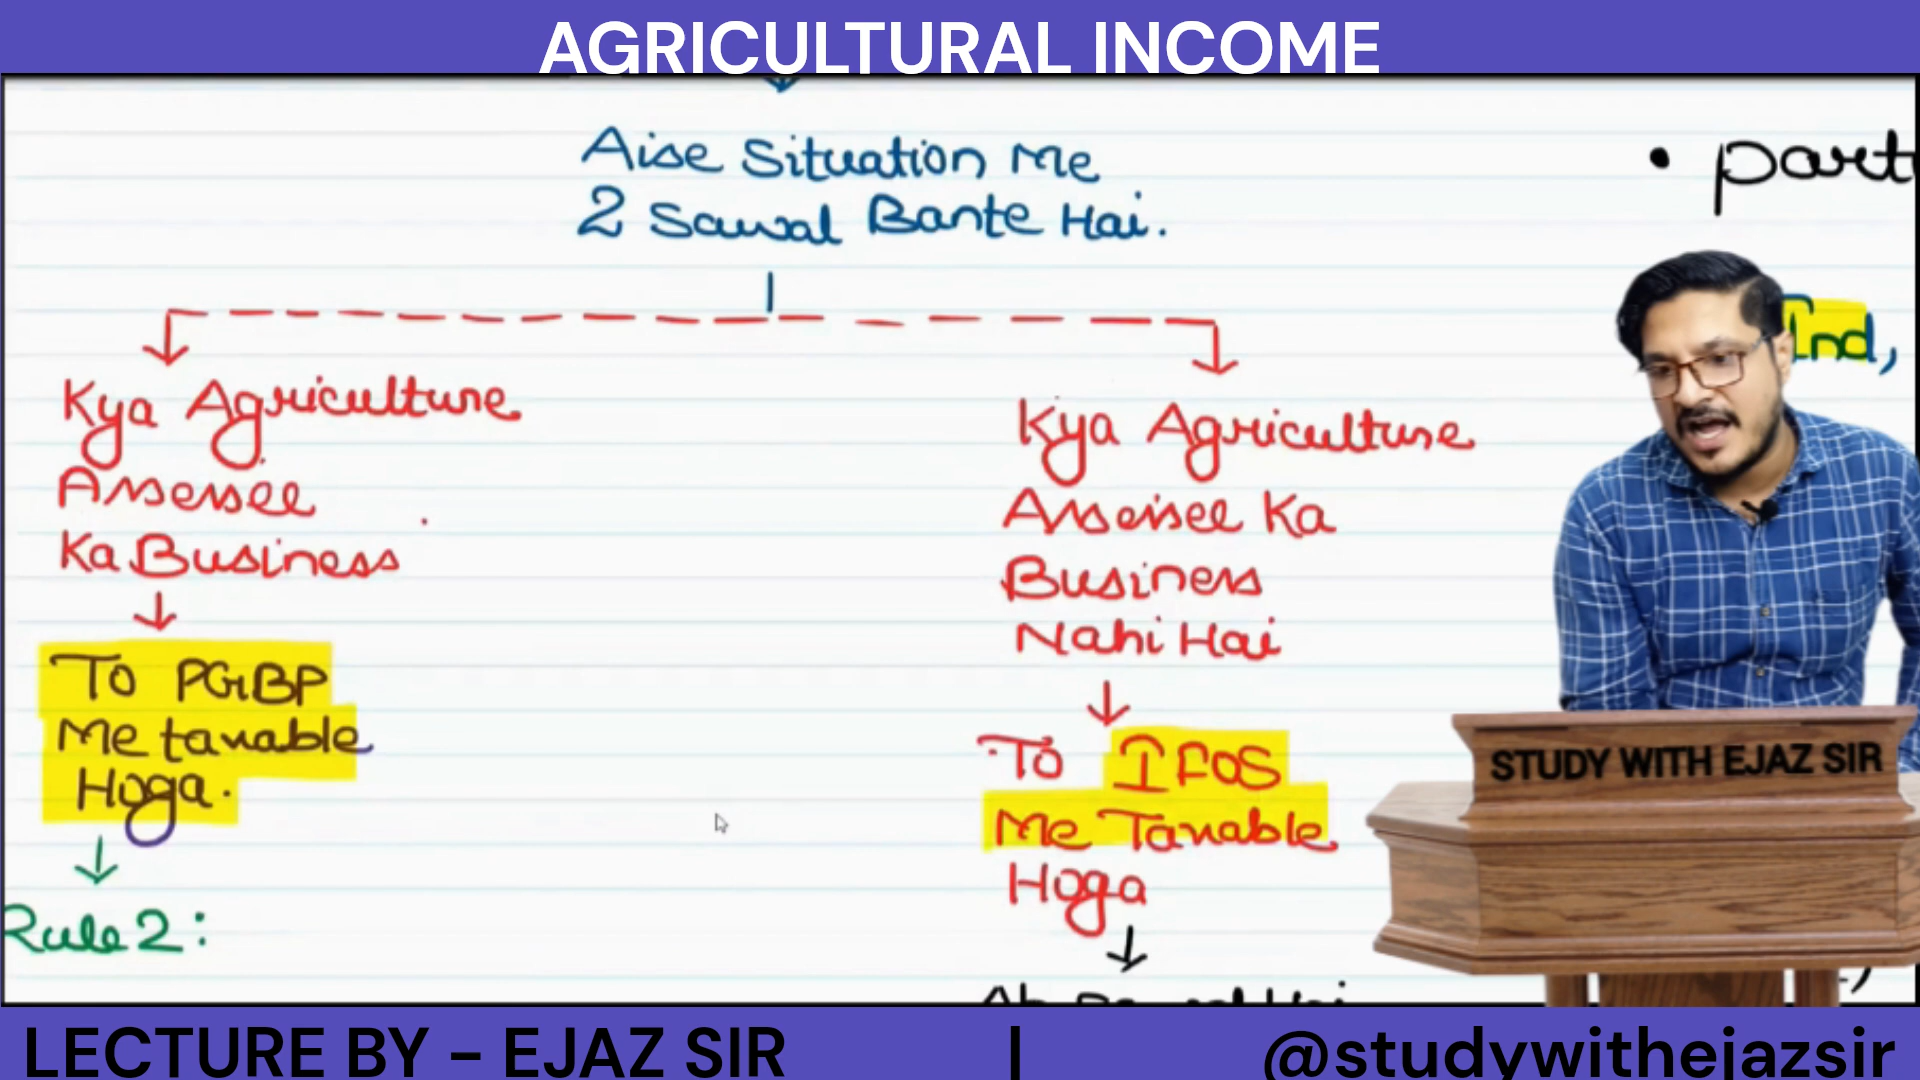 AGRICULTURAL INCOME
Aise Situation Me
2 Sawal Bante Hai.
• part
Ind,
Kya Agriculture
Assessee
Ka Business
To PGBP
Me taxable
Hoga.
Rule 2:
Kya Agriculture
Assessee Ka
Business
Nahi Hai
To IFOS
Me Taxable
Hoga
STUDY WITH EJAZ SIR
LECTURE BY - EJAZ SIR | @studywithejazsir